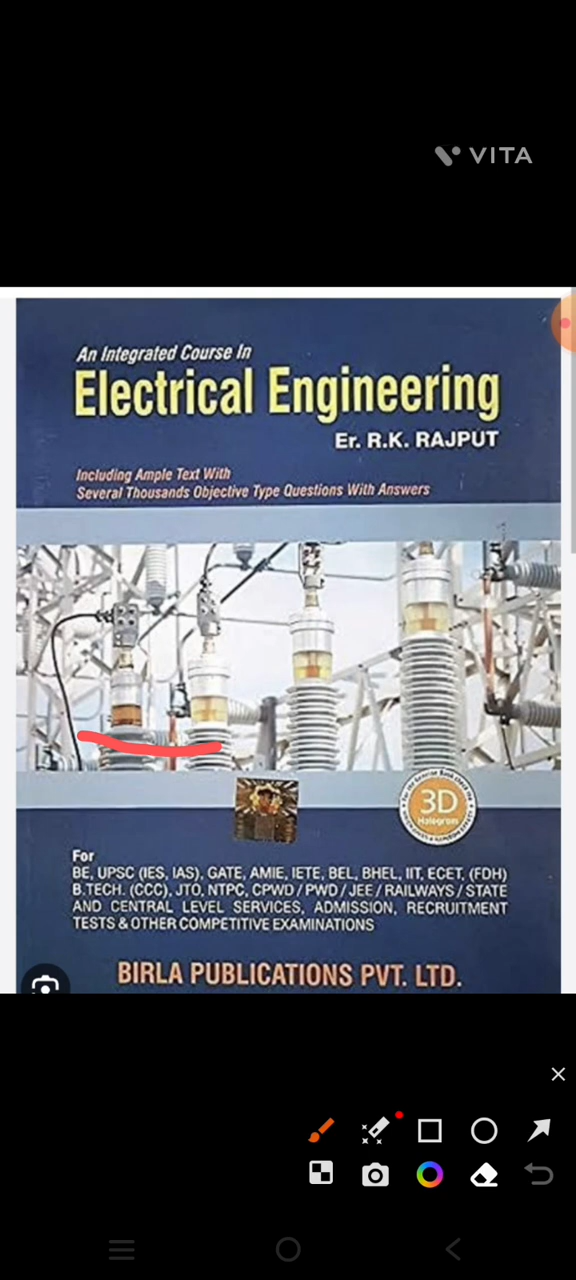 VITA
An Integrated Course In
Electrical Engineering
Er. R.K. RAJPUT
Including Ample Text With
Several Thousands Objective Type Questions With Answers
3D
Hologram
For
BE, UPSC (IES, IAS), GATE, AMIE, IETE, BEL, BHEL, IIT, ECET, (FDH)
B.TECH. (CCC), JTO, NTPC, CPWD / PWD / JEE / RAILWAYS / STATE
AND CENTRAL LEVEL SERVICES, ADMISSION, RECRUITMENT
TESTS & OTHER COMPETITIVE EXAMINATIONS
BIRLA PUBLICATIONS PVT. LTD.